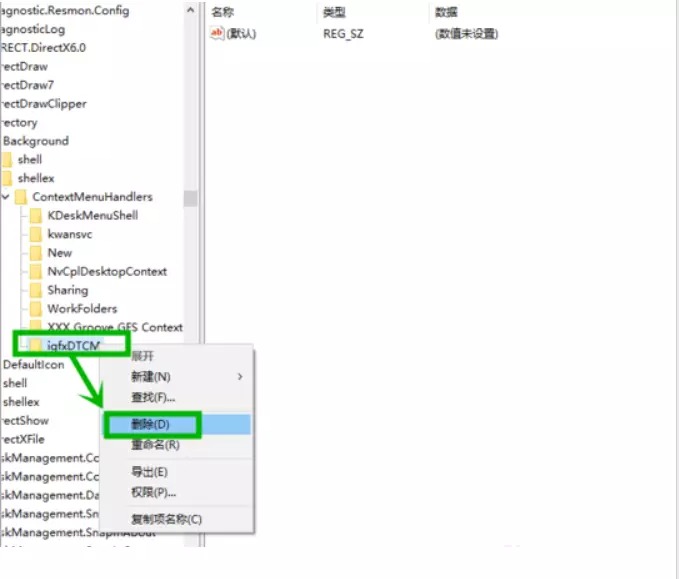 agnostic.Resmon.Config
agnosticLog
RECT.DirectX6.0
rectDraw
rectDraw7
rectDrawClipper
rectory
Background
shell
shellex
ContextMenuHandlers
KDeskMenuShell
kwansvc
New
NvCplDesktopContext
Sharing
WorkFolders
XXX Groove GFS Context
igfxDTCM
DefaultIcon
shell
shellex
rectShow
rectXFile
skManagement.Co
skManagement.Co
skManagement.Da
skManagement.Sn
skManagement.SnapInAbout
名称 类型 数据
ab (默认) REG_SZ (数值未设置)
展开
新建(N)
查找(F)...
删除(D)
重命名(R)
导出(E)
权限(P)...
复制项名称(C)